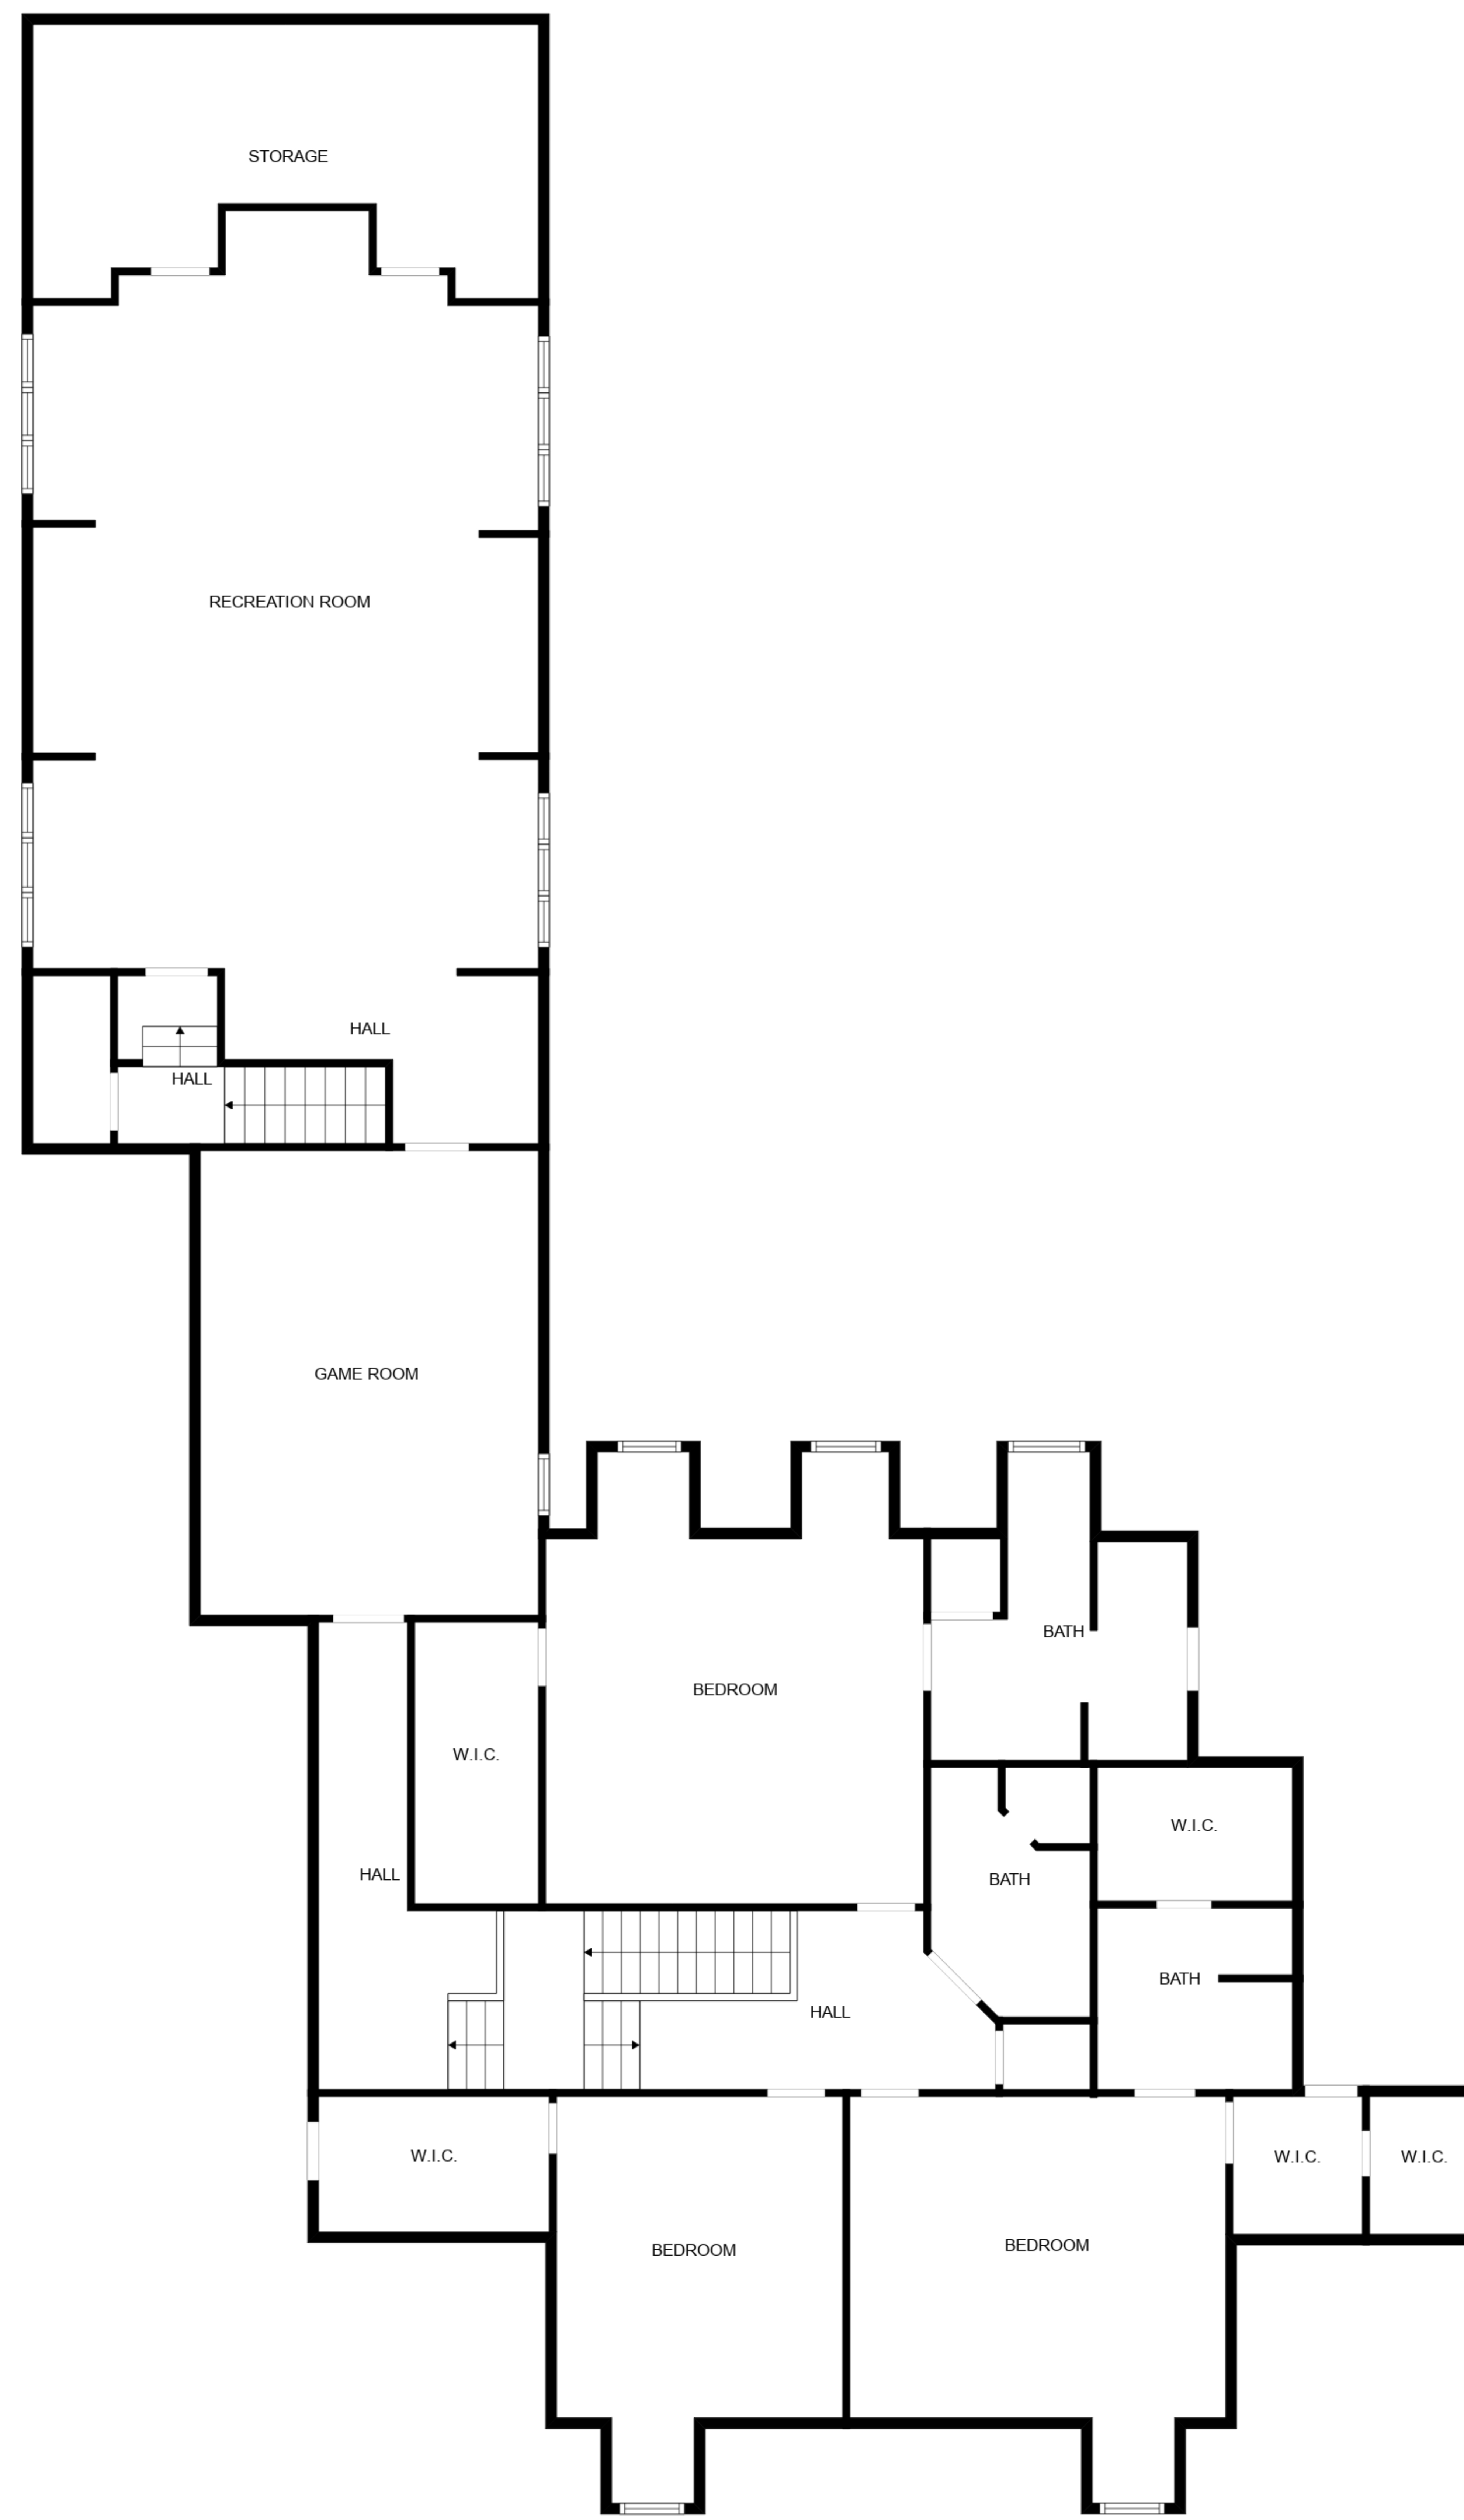 STORAGE
RECREATION ROOM
HALL
HALL
GAME ROOM
BATH
BEDROOM
W.I.C.
W.I.C.
HALL
BATH
BATH
HALL
W.I.C.
W.I.C.
W.I.C.
BEDROOM
BEDROOM